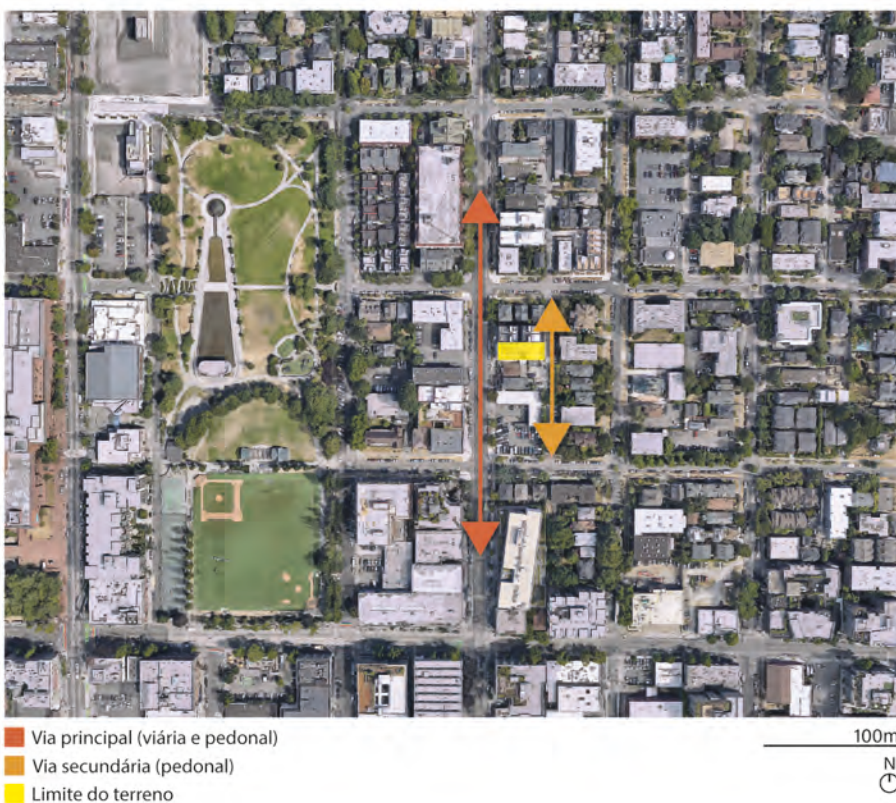 Via principal (viária e pedonal)
Via secundária (pedonal)
Limite do terreno
100m
N